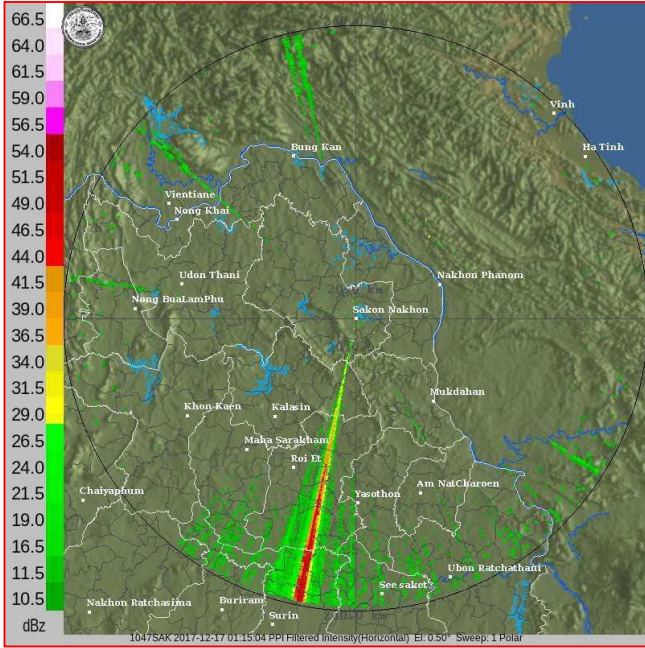 66.5
64.0
61.5
59.0
56.5
54.0
51.5
49.0
46.5
44.0
41.5
39.0
36.5
34.0
31.5
29.0
26.5
24.0
21.5
19.0
16.5
14.0
11.5
10.5
dBz
Vinh
Ha Tinh
Bung Kan
Vientiane
Nong Khai
Udon Thani
Nakhon Phanom
Nong BuaLamPhu
Sakon Nakhon
Mukdahan
Khon Kaen
Kalasin
Maha Sarakham
Roi Et
Chaiyaphum
Yasothon
Am NatCharoen
Ubon Ratchathani
See saket
Nakhon Ratchasima
Buriram
Surin
1047SAK 2017-12-17 01:15:04 PPI Filtered Intensity(Horizontal) El: 0.50° Sweep: 1 Polar